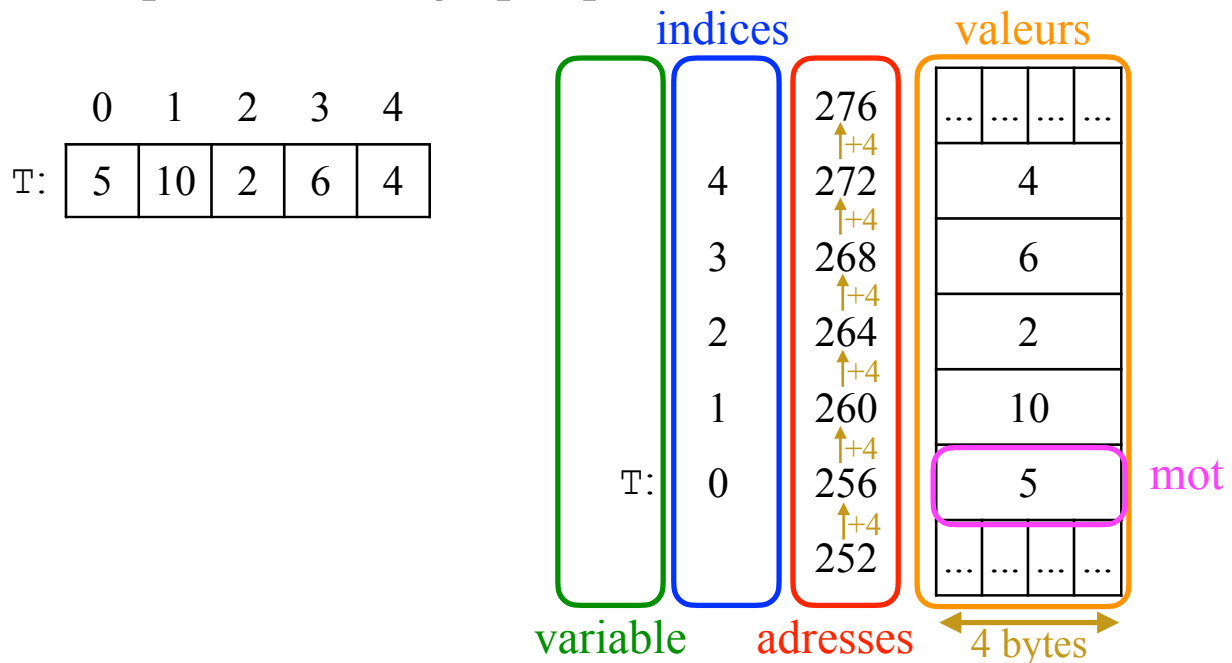 indices valeurs
0 1 2 3 4
T: 5 10 2 6 4
276 ... ... ... ...
+4
4 272 4
+4
3 268 6
+4
2 264 2
+4
1 260 10
+4
T: 0 256 5 mot
+4
252 ... ... ... ...
variable adresses 4 bytes